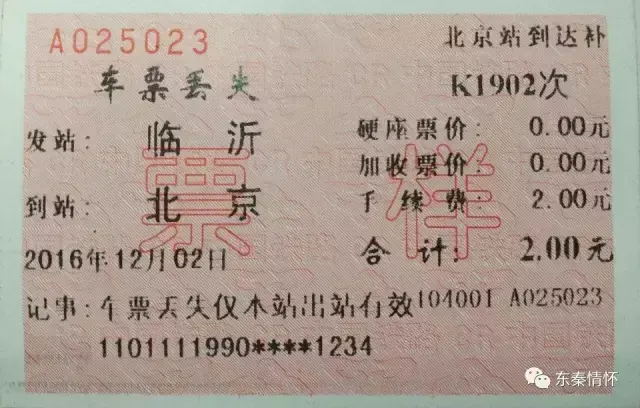 A025023 北京站到达补
车票丢失 K1902次
发站: 临沂 硬座票价: 0.00元
加收票价: 0.00元
到站: 北京 手续费: 2.00元
2016年12月02日 合计: 2.00元
票样
记事: 车票丢失仅本站出站有效 104001 A025023
1101111990****1234
东秦情怀